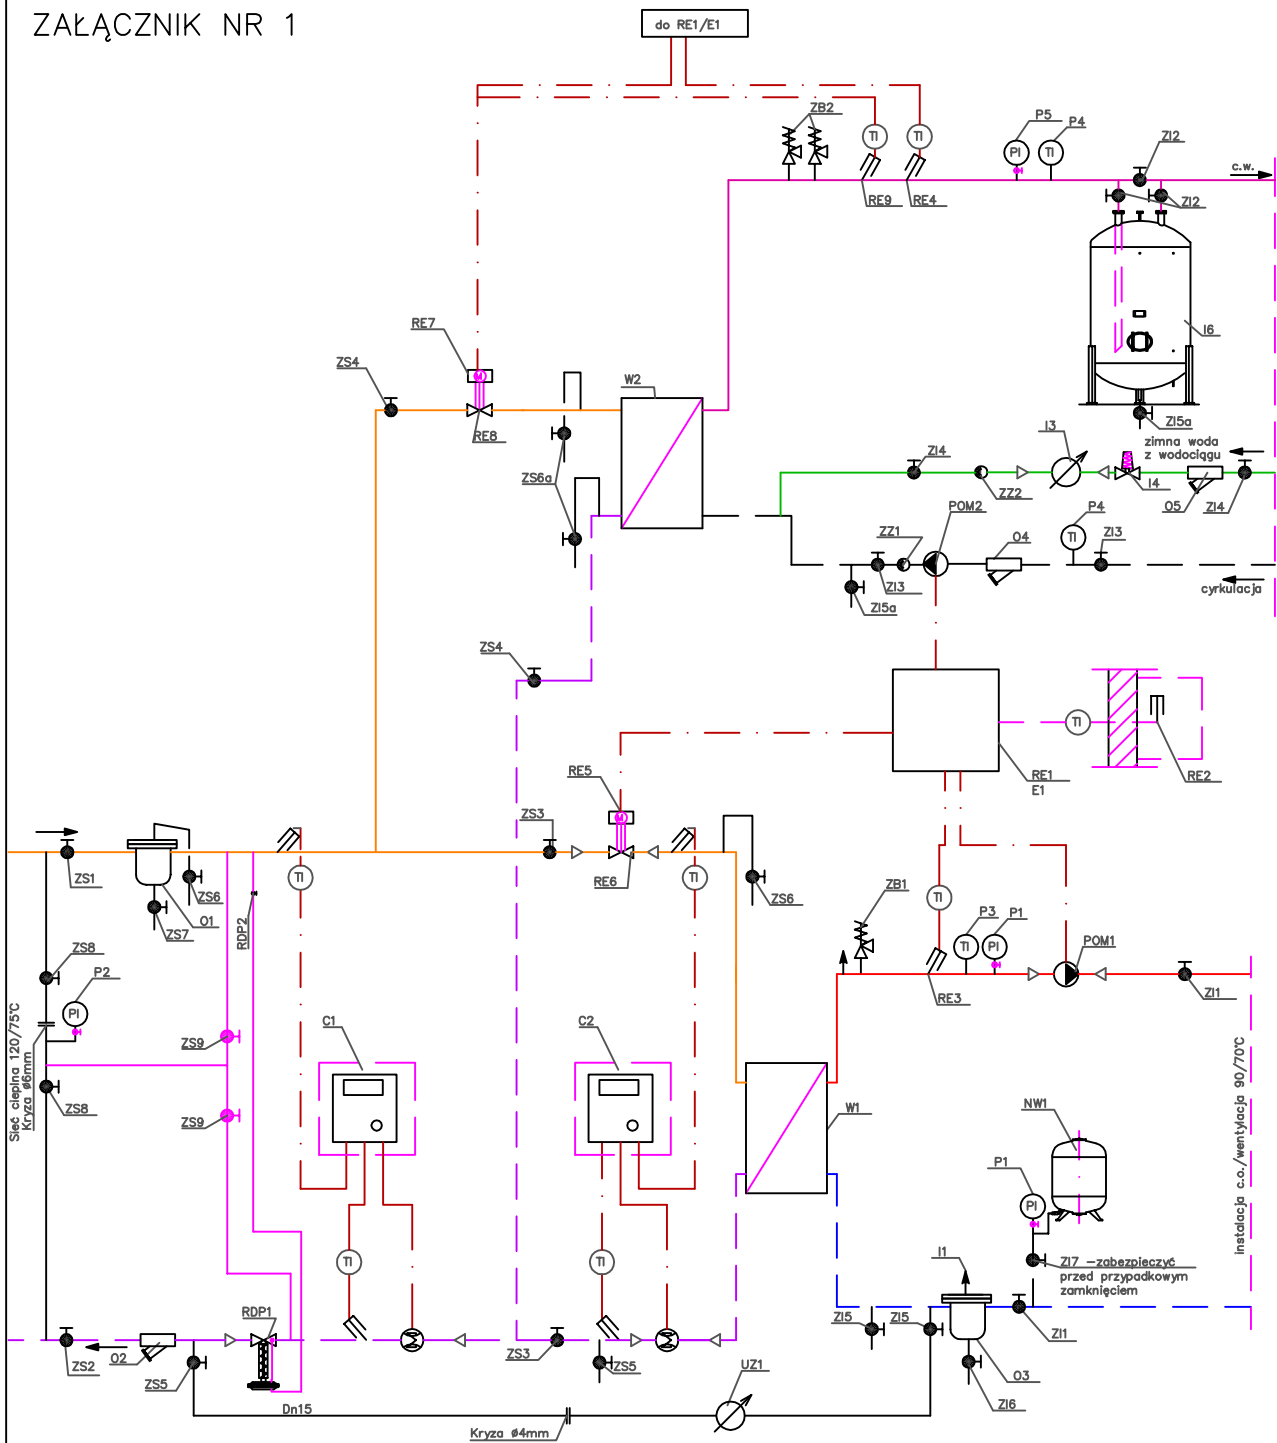 ZAŁĄCZNIK NR 1
do RE1/E1
ZB2
P5
P4
ZI2
TI
TI
PI
TI
c.w.
RE9
RE4
ZI2
RE7
I6
ZS4
W2
M
RE8
ZI5a
I3
zimna woda
z wodociągu
ZI4
ZS6a
I4
ZZ2
O5
ZI4
POM2
P4
ZZ1
O4
ZI3
TI
ZI3
cyrkulacja
ZI5a
ZS4
TI
RE5
RE1
E1
RE2
ZS3
M
ZS1
ZS6
TI
RE6
TI
ZS6
ZB1
TI
O1
ZS7
RDP2
P3
P1
ZS8
P2
TI
PI
POM1
RE3
ZI1
PI
Sieć cieplna 120/75°C
Kryza ø6mm
C1
C2
ZS9
instalacja c.o./wentylacja 90/70°C
ZS8
ZS9
W1
NW1
P1
PI
I1
TI
TI
ZI7 -zabezpieczyć
przed przypadkowym
zamknięciem
RDP1
ZI5
ZI5
ZI1
ZS2
O2
ZS3
ZS5
ZS5
UZ1
O3
ZI6
Dn15
Kryza ø4mm